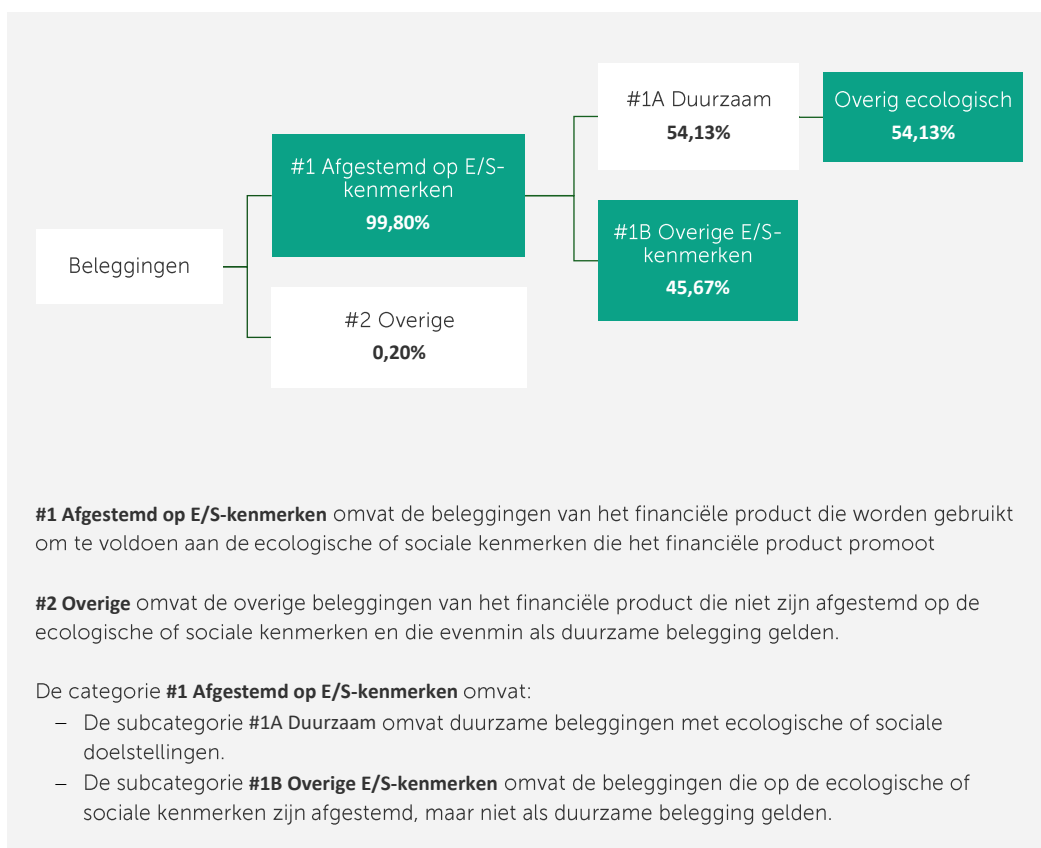 #1A Duurzaam
54,13%
Overig ecologisch
54,13%
#1 Afgestemd op E/S-
kenmerken
99,80%
#1B Overige E/S-
kenmerken
45,67%
Beleggingen
#2 Overige
0,20%
#1 Afgestemd op E/S-kenmerken omvat de beleggingen van het financiële product die worden gebruikt
om te voldoen aan de ecologische of sociale kenmerken die het financiële product promoot
#2 Overige omvat de overige beleggingen van het financiële product die niet zijn afgestemd op de
ecologische of sociale kenmerken en die evenmin als duurzame belegging gelden.
De categorie #1 Afgestemd op E/S-kenmerken omvat:
– De subcategorie #1A Duurzaam omvat duurzame beleggingen met ecologische of sociale
doelstellingen.
– De subcategorie #1B Overige E/S-kenmerken omvat de beleggingen die op de ecologische of
sociale kenmerken zijn afgestemd, maar niet als duurzame belegging gelden.